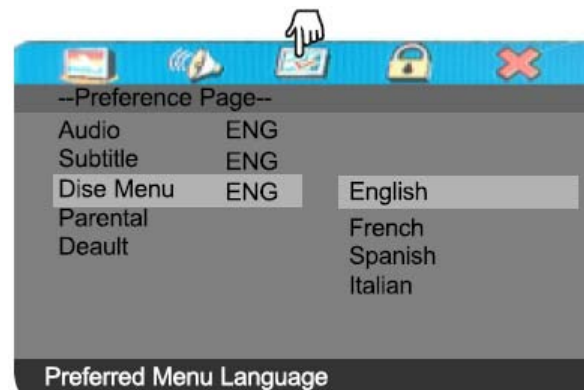 --Preference Page--
Audio ENG
Subtitle ENG
Dise Menu ENG English
Parental French
Deault Spanish
Italian
Preferred Menu Language